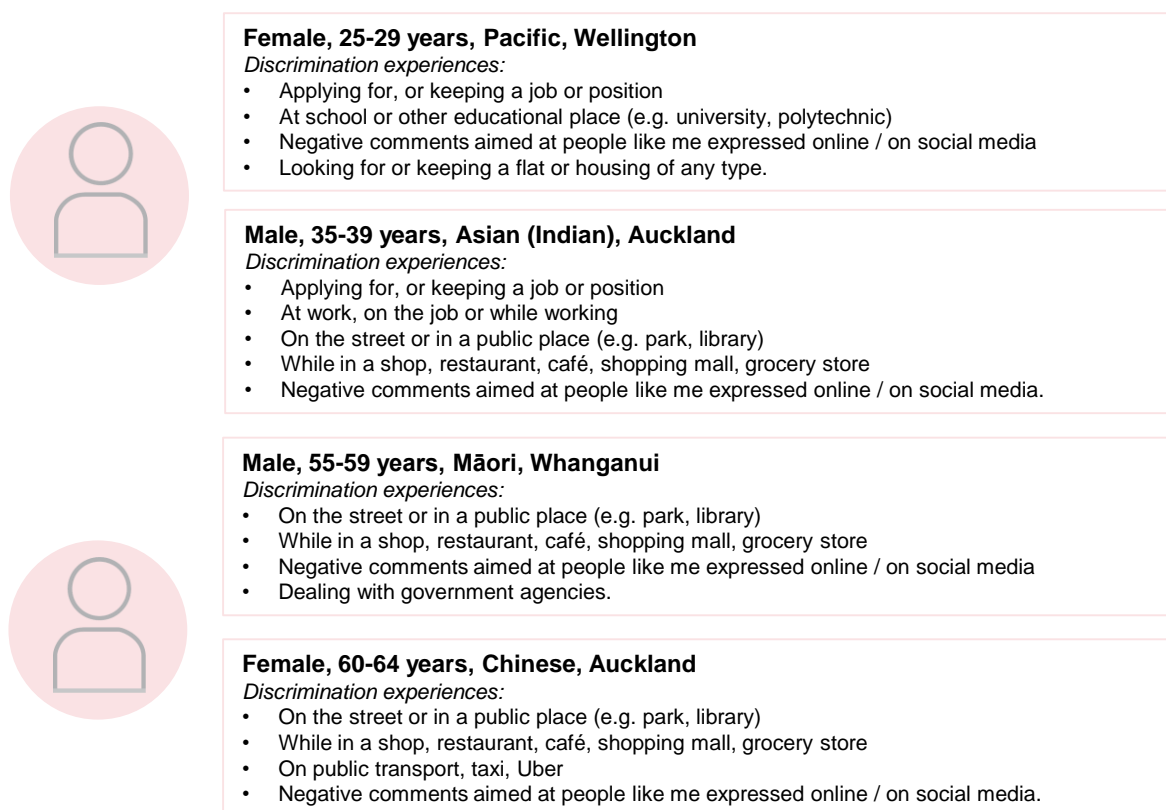 Female, 25-29 years, Pacific, Wellington
Discrimination experiences:
• Applying for, or keeping a job or position
• At school or other educational place (e.g. university, polytechnic)
• Negative comments aimed at people like me expressed online / on social media
• Looking for or keeping a flat or housing of any type.
Male, 35-39 years, Asian (Indian), Auckland
Discrimination experiences:
• Applying for, or keeping a job or position
• At work, on the job or while working
• On the street or in a public place (e.g. park, library)
• While in a shop, restaurant, café, shopping mall, grocery store
• Negative comments aimed at people like me expressed online / on social media.
Male, 55-59 years, Māori, Whanganui
Discrimination experiences:
• On the street or in a public place (e.g. park, library)
• While in a shop, restaurant, café, shopping mall, grocery store
• Negative comments aimed at people like me expressed online / on social media
• Dealing with government agencies.
Female, 60-64 years, Chinese, Auckland
Discrimination experiences:
• On the street or in a public place (e.g. park, library)
• While in a shop, restaurant, café, shopping mall, grocery store
• On public transport, taxi, Uber
• Negative comments aimed at people like me expressed online / on social media.